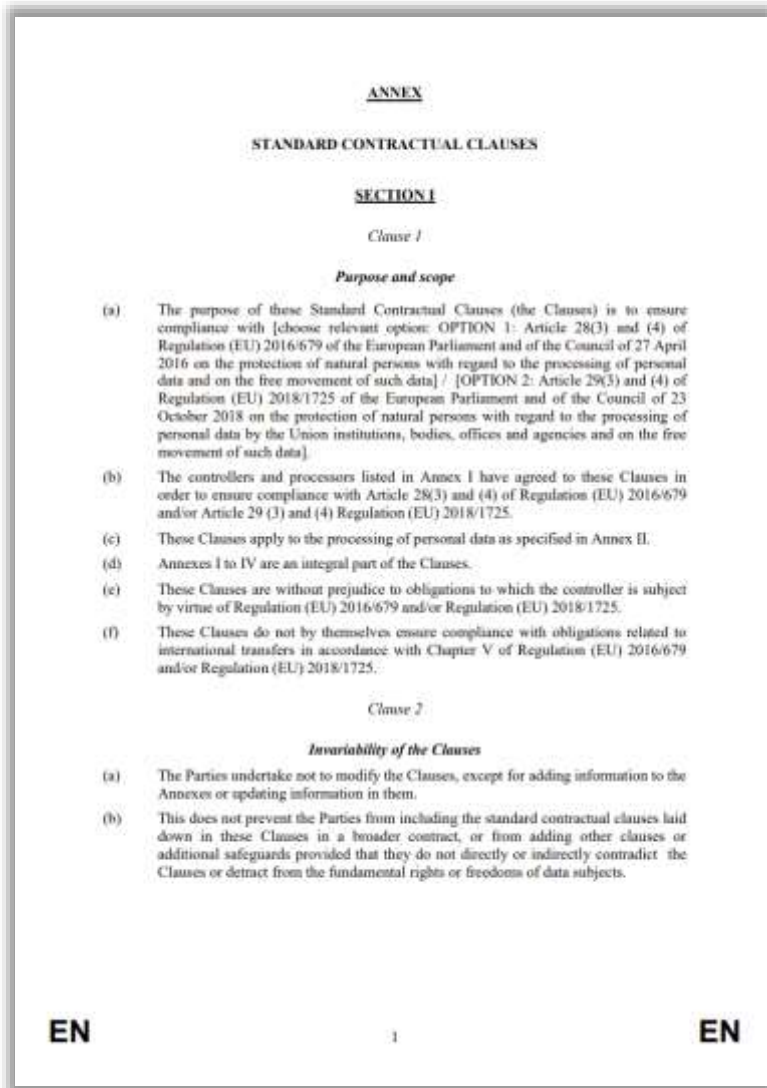 ANNEX
STANDARD CONTRACTUAL CLAUSES
SECTION I
Clause 1
Purpose and scope
(a) The purpose of these Standard Contractual Clauses (the Clauses) is to ensure
compliance with [choose relevant option: OPTION 1: Article 28(3) and (4) of
Regulation (EU) 2016/679 of the European Parliament and of the Council of 27 April
2016 on the protection of natural persons with regard to the processing of personal
data and on the free movement of such data] / [OPTION 2: Article 29(3) and (4) of
Regulation (EU) 2018/1725 of the European Parliament and of the Council of 23
October 2018 on the protection of natural persons with regard to the processing of
personal data by the Union institutions, bodies, offices and agencies and on the free
movement of such data].
(b) The controllers and processors listed in Annex I have agreed to these Clauses in
order to ensure compliance with Article 28(3) and (4) of Regulation (EU) 2016/679
and/or Article 29 (3) and (4) Regulation (EU) 2018/1725.
(c) These Clauses apply to the processing of personal data as specified in Annex II.
(d) Annexes I to IV are an integral part of the Clauses.
(e) These Clauses are without prejudice to obligations to which the controller is subject
by virtue of Regulation (EU) 2016/679 and/or Regulation (EU) 2018/1725.
(f) These Clauses do not by themselves ensure compliance with obligations related to
international transfers in accordance with Chapter V of Regulation (EU) 2016/679
and/or Regulation (EU) 2018/1725.
Clause 2
Invariability of the Clauses
(a) The Parties undertake not to modify the Clauses, except for adding information to the
Annexes or updating information in them.
(b) This does not prevent the Parties from including the standard contractual clauses laid
down in these Clauses in a broader contract, or from adding other clauses or
additional safeguards provided that they do not directly or indirectly contradict the
Clauses or detract from the fundamental rights or freedoms of data subjects.
EN 1 EN